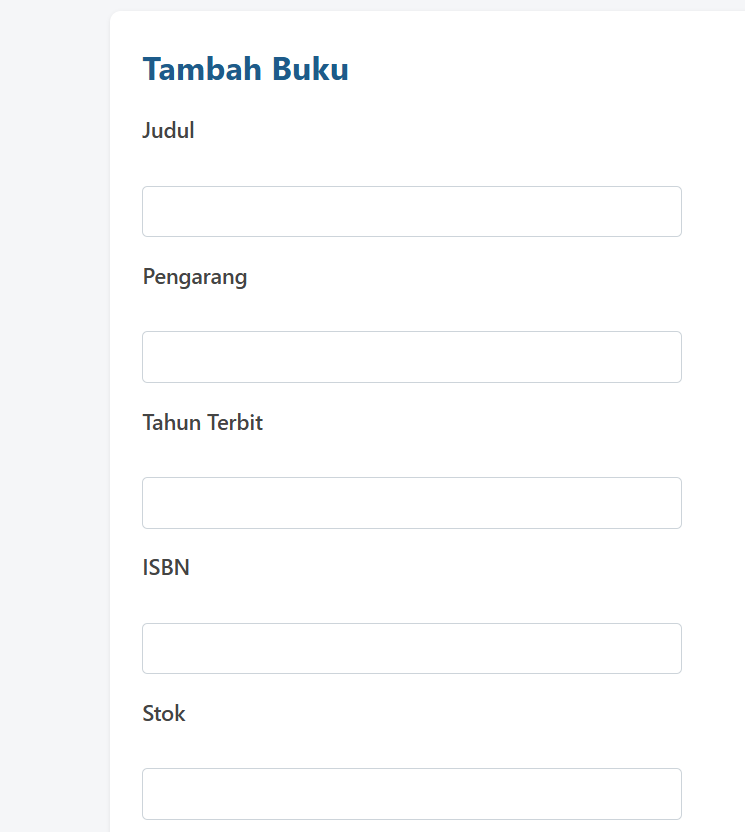 Tambah Buku
Judul
Pengarang
Tahun Terbit
ISBN
Stok